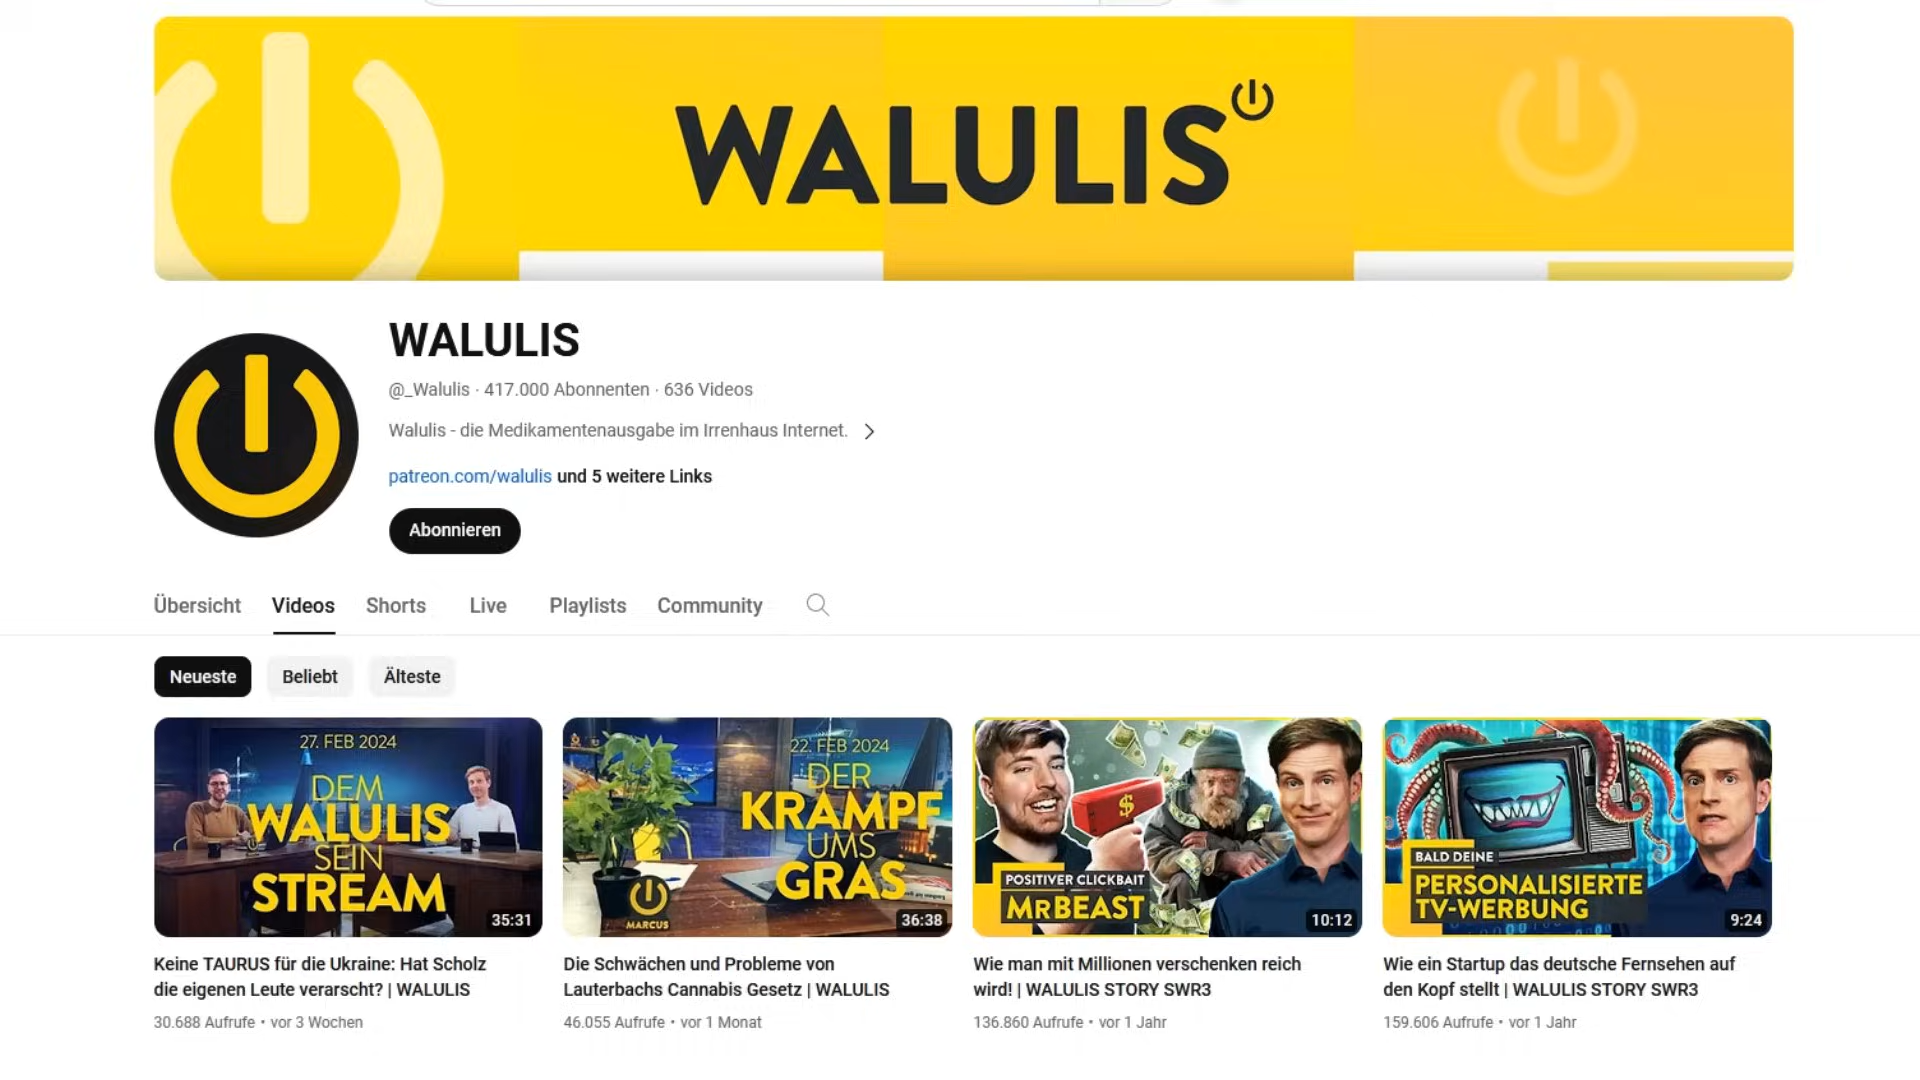 WALULIS
WALULIS
@_Walulis · 417.000 Abonnenten · 636 Videos
Walulis - die Medikamentenausgabe im Irrenhaus Internet.
patreon.com/walulis und 5 weitere Links
Abonnieren
Übersicht Videos Shorts Live Playlists Community
Neueste Beliebt Älteste
27. FEB 2024
DEM
WALULIS
SEIN
STREAM
35:31
22. FEB 2024
DER
KRAMPF
UMS
GRAS
MARCUS
36:38
POSITIVER CLICKBAIT
MRBEAST
$
10:12
BALD DEINE
PERSONALISIERTE
TV-WERBUNG
9:24
Keine TAURUS für die Ukraine: Hat Scholz
die eigenen Leute verarscht? | WALULIS
30.688 Aufrufe • vor 3 Wochen
Die Schwächen und Probleme von
Lauterbachs Cannabis Gesetz | WALULIS
46.055 Aufrufe • vor 1 Monat
Wie man mit Millionen verschenken reich
wird! | WALULIS STORY SWR3
136.860 Aufrufe • vor 1 Jahr
Wie ein Startup das deutsche Fernsehen auf
den Kopf stellt | WALULIS STORY SWR3
159.606 Aufrufe • vor 1 Jahr